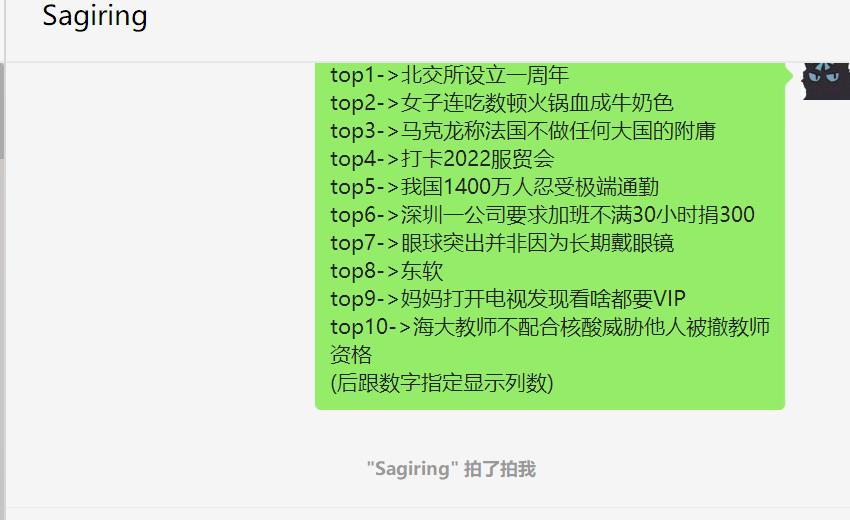 Sagiring
top1->北交所设立一周年
top2->女子连吃数顿火锅血成牛奶色
top3->马克龙称法国不做任何大国的附庸
top4->打卡2022服贸会
top5->我国1400万人忍受极端通勤
top6->深圳一公司要求加班不满30小时捐300
top7->眼球突出并非因为长期戴眼镜
top8->东软
top9->妈妈打开电视发现看啥都要VIP
top10->海大教师不配合核酸威胁他人被撤教师
资格
(后跟数字指定显示列数)
"Sagiring" 拍了拍我